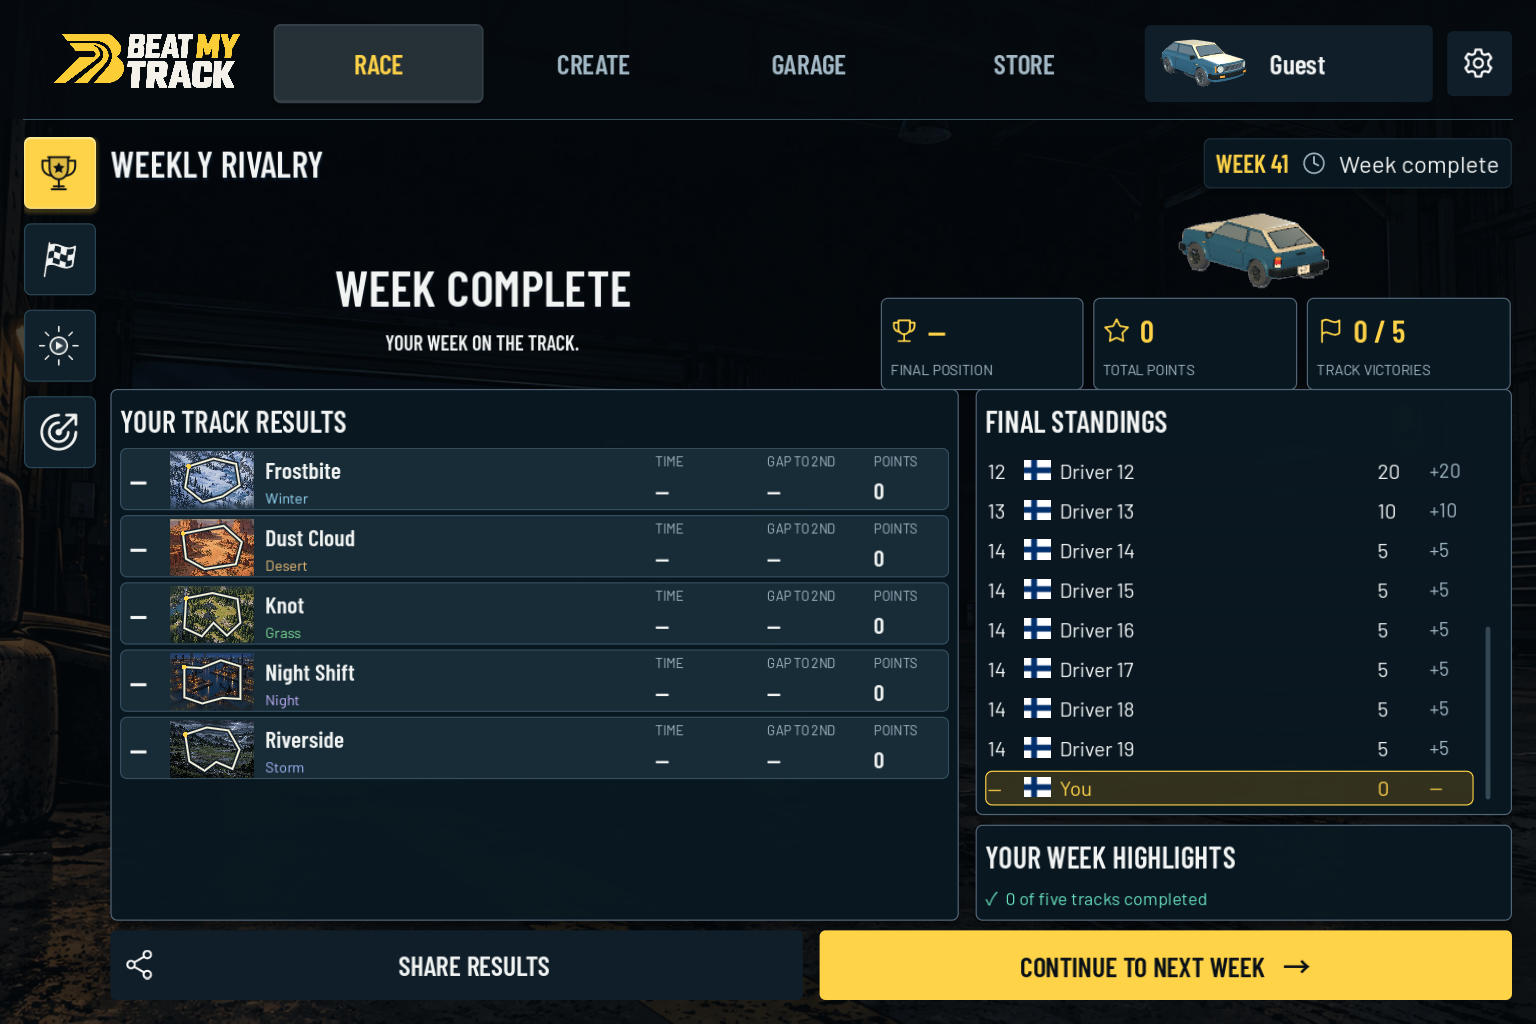 BEAT MY TRACK
RACE
CREATE
GARAGE
STORE
Guest
WEEKLY RIVALRY
WEEK 41 Week complete
WEEK COMPLETE
YOUR WEEK ON THE TRACK.
–
FINAL POSITION
0
TOTAL POINTS
0 / 5
TRACK VICTORIES
YOUR TRACK RESULTS
– Frostbite
Winter
TIME GAP TO 2ND POINTS
– – 0
– Dust Cloud
Desert
TIME GAP TO 2ND POINTS
– – 0
– Knot
Grass
TIME GAP TO 2ND POINTS
– – 0
– Night Shift
Night
TIME GAP TO 2ND POINTS
– – 0
– Riverside
Storm
TIME GAP TO 2ND POINTS
– – 0
FINAL STANDINGS
12 Driver 12 20 +20
13 Driver 13 10 +10
14 Driver 14 5 +5
14 Driver 15 5 +5
14 Driver 16 5 +5
14 Driver 17 5 +5
14 Driver 18 5 +5
14 Driver 19 5 +5
– You 0 –
YOUR WEEK HIGHLIGHTS
✓ 0 of five tracks completed
SHARE RESULTS
CONTINUE TO NEXT WEEK →